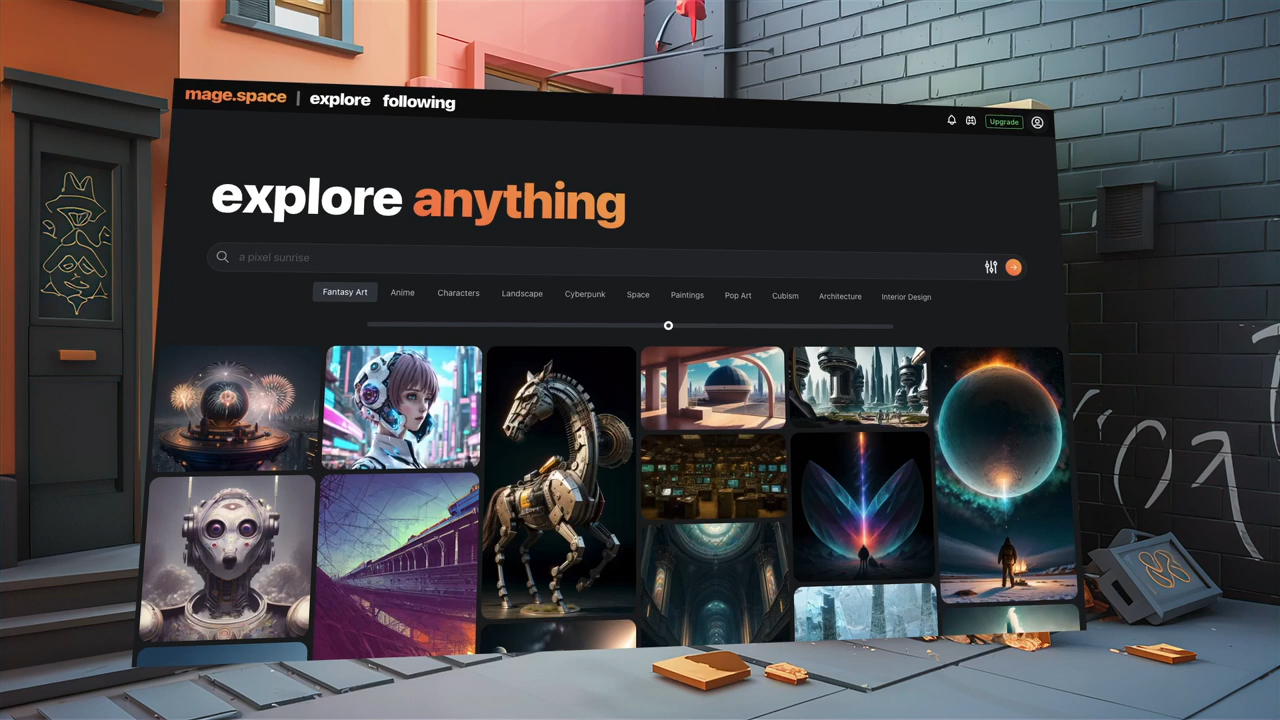 mage.space | explore following
Upgrade
explore anything
a pixel sunrise
Fantasy Art Anime Characters Landscape Cyberpunk Space Paintings Pop Art Cubism Architecture Interior Design